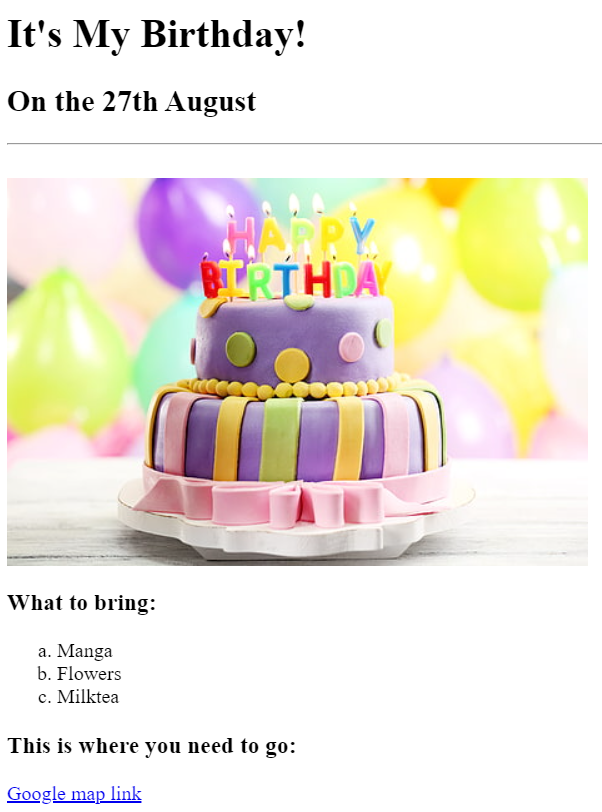 It's My Birthday!
On the 27th August
HAPPY
BIRTHDAY
What to bring:
a. Manga
b. Flowers
c. Milktea
This is where you need to go:
Google map link